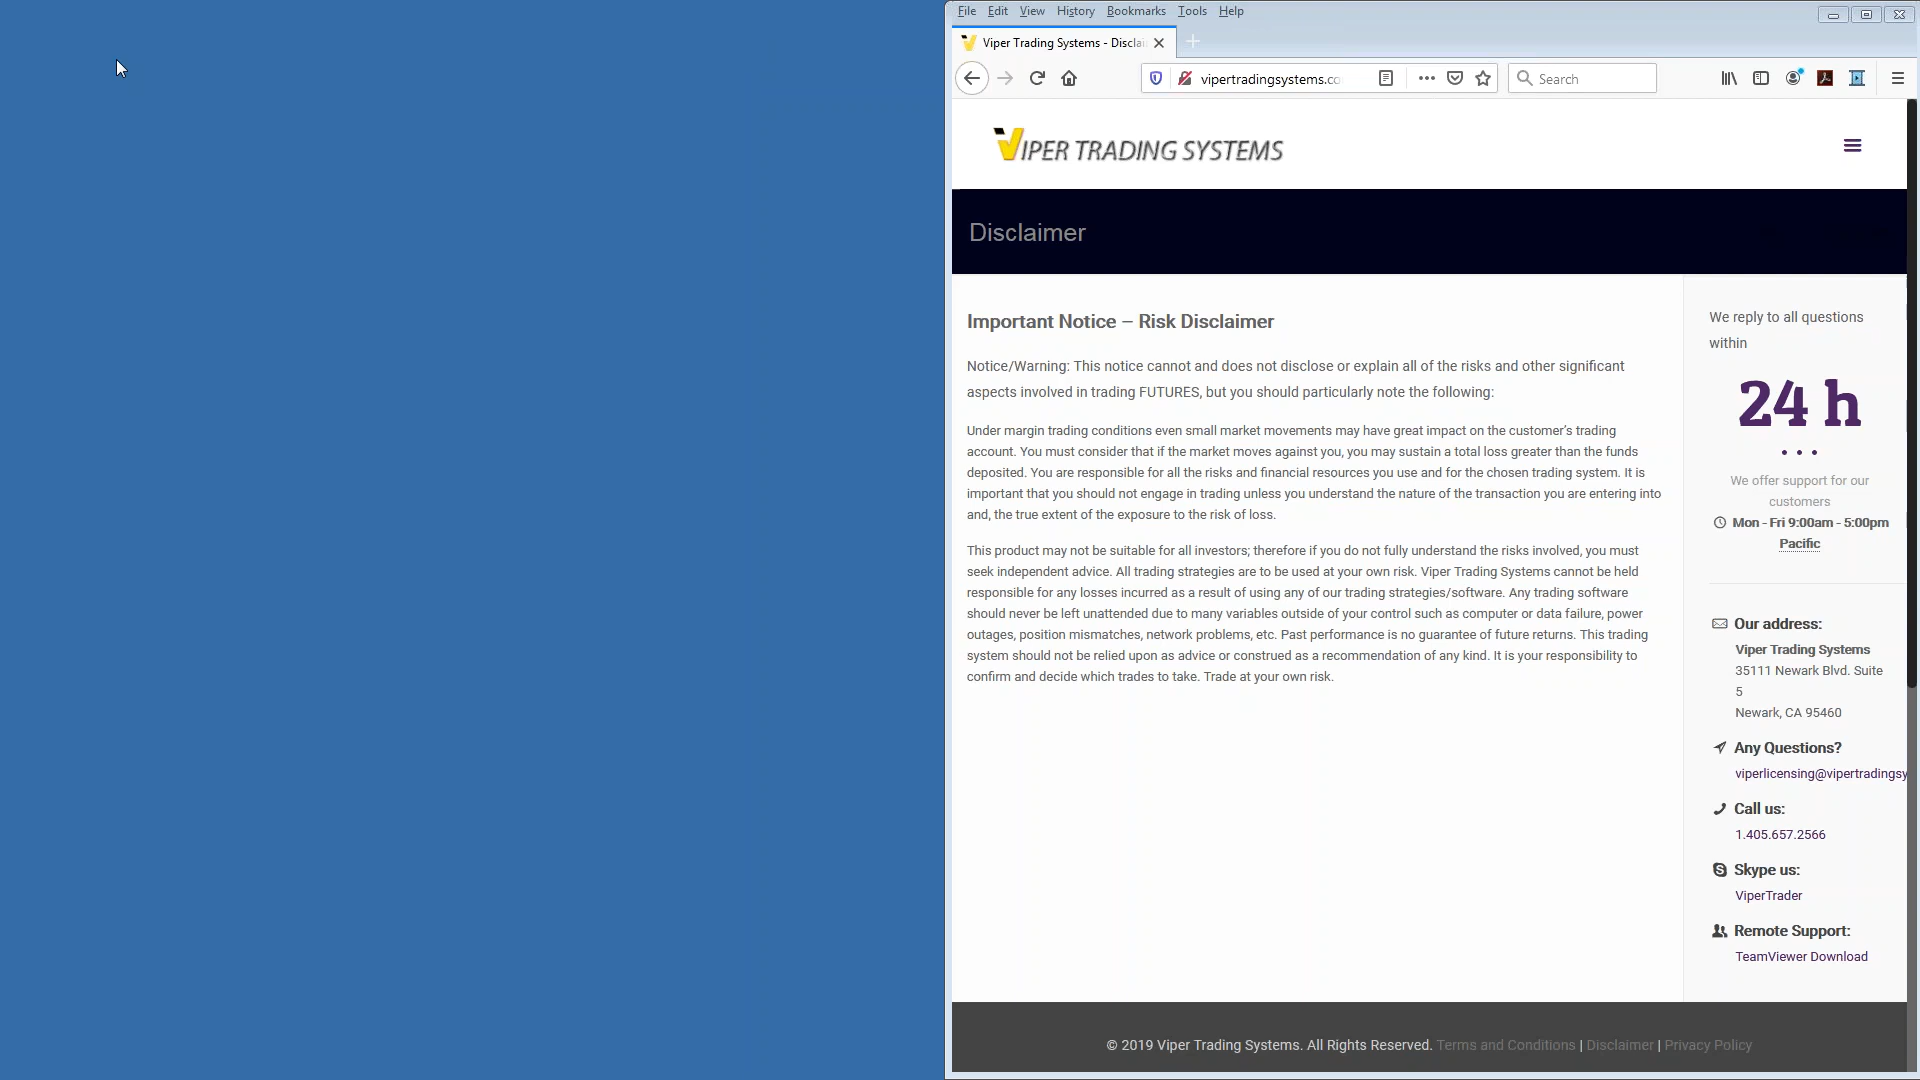 File Edit View History Bookmarks Tools Help
Viper Trading Systems - Disclai
vipertradingsystems.co
Search
VIPER TRADING SYSTEMS
Disclaimer
Important Notice – Risk Disclaimer
Notice/Warning: This notice cannot and does not disclose or explain all of the risks and other significant
aspects involved in trading FUTURES, but you should particularly note the following:
Under margin trading conditions even small market movements may have great impact on the customer's trading
account. You must consider that if the market moves against you, you may sustain a total loss greater than the funds
deposited. You are responsible for all the risks and financial resources you use and for the chosen trading system. It is
important that you should not engage in trading unless you understand the nature of the transaction you are entering into
and, the true extent of the exposure to the risk of loss.
This product may not be suitable for all investors; therefore if you do not fully understand the risks involved, you must
seek independent advice. All trading strategies are to be used at your own risk. Viper Trading Systems cannot be held
responsible for any losses incurred as a result of using any of our trading strategies/software. Any trading software
should never be left unattended due to many variables outside of your control such as computer or data failure, power
outages, position mismatches, network problems, etc. Past performance is no guarantee of future returns. This trading
system should not be relied upon as advice or construed as a recommendation of any kind. It is your responsibility to
confirm and decide which trades to take. Trade at your own risk.
We reply to all questions
within
24 h
We offer support for our
customers
Mon - Fri 9:00am - 5:00pm
Pacific
Our address:
Viper Trading Systems
35111 Newark Blvd. Suite
5
Newark, CA 95460
Any Questions?
viperlicensing@vipertradingsy
Call us:
1.405.657.2566
Skype us:
ViperTrader
Remote Support:
TeamViewer Download
© 2019 Viper Trading Systems. All Rights Reserved. Terms and Conditions | Disclaimer | Privacy Policy